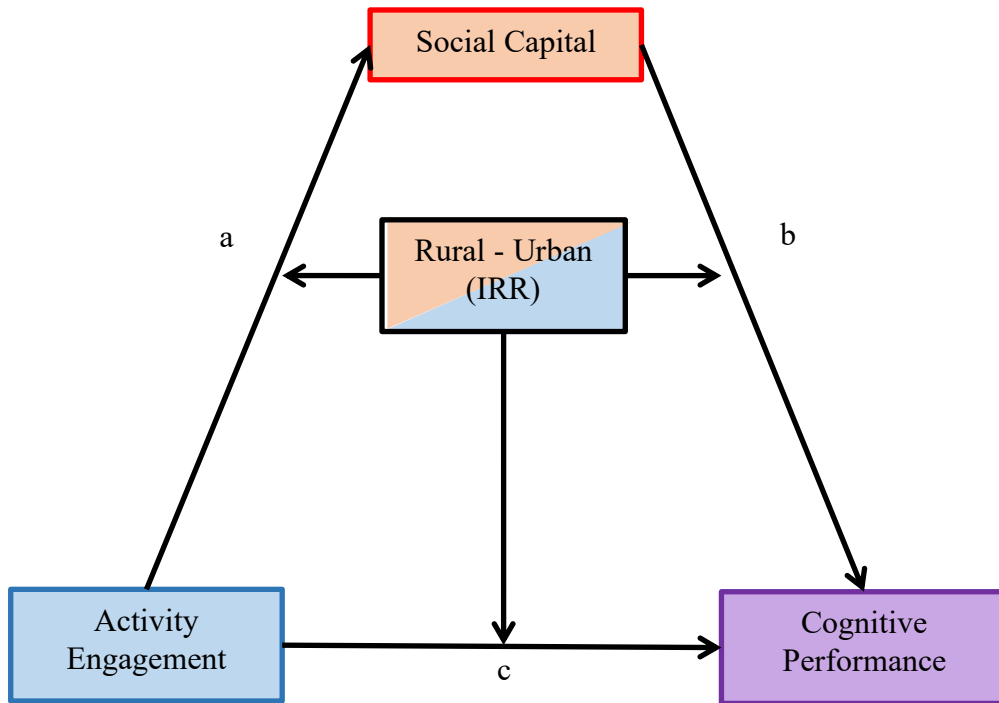 Social Capital
a
b
Rural - Urban
(IRR)
Activity
Engagement
c
Cognitive
Performance